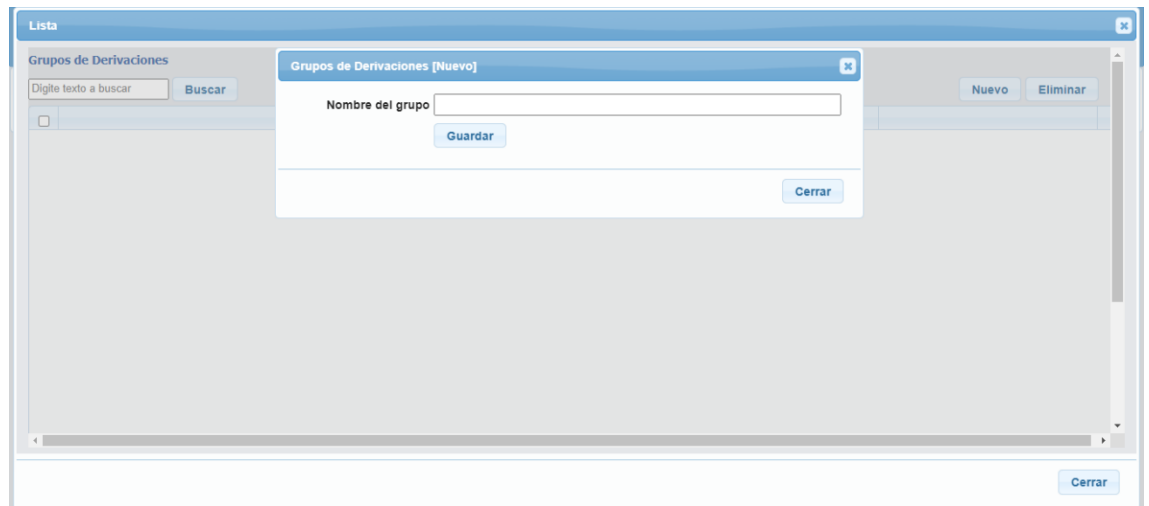 Lista
Grupos de Derivaciones
Digite texto a buscar
Buscar
Nuevo
Eliminar
Grupos de Derivaciones [Nuevo]
Nombre del grupo
Guardar
Cerrar
Cerrar